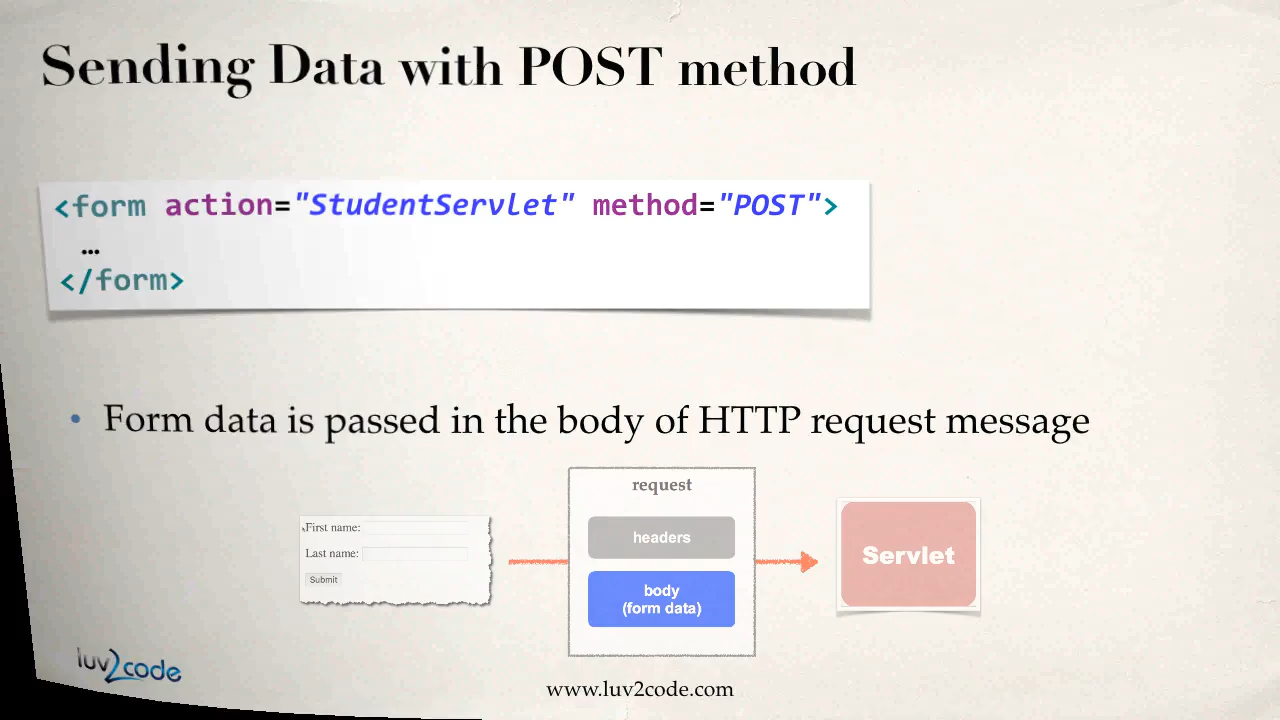 Sending Data with POST method
<form action="StudentServlet" method="POST">
…
</form>
• Form data is passed in the body of HTTP request message
request
First name:
headers
Last name:
Servlet
Submit
body
(form data)
luv2code
www.luv2code.com